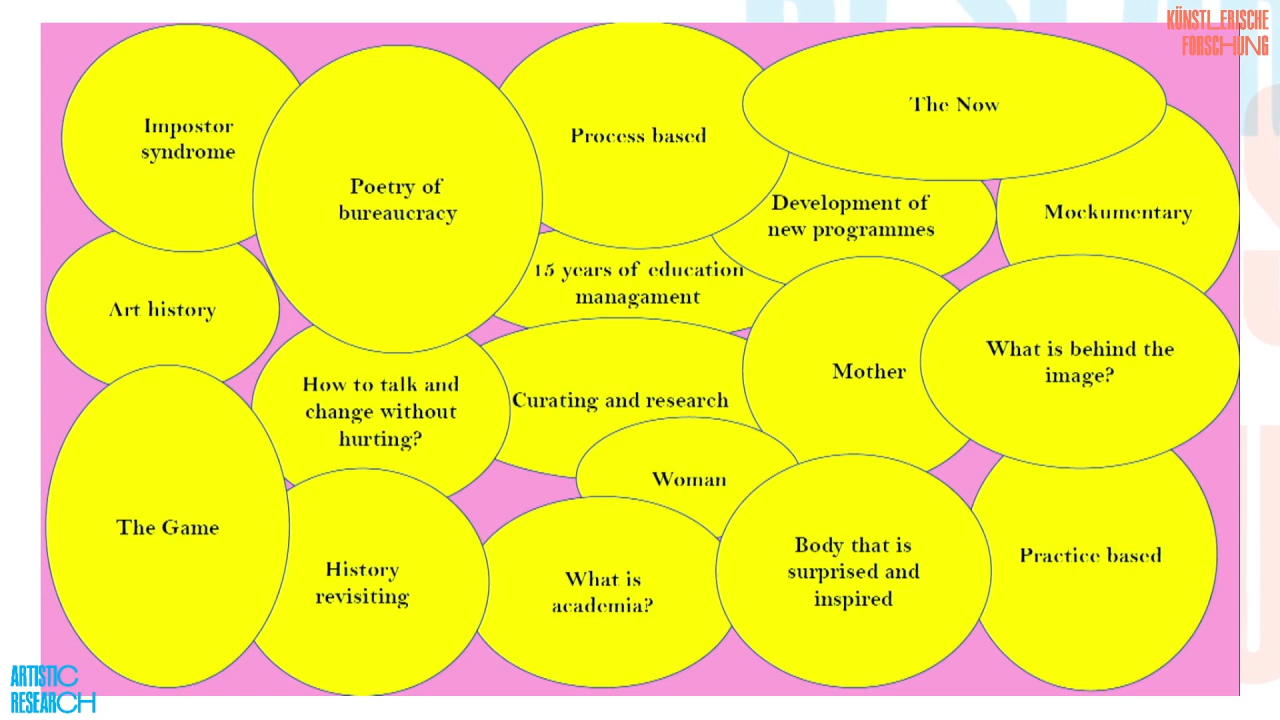 KÜNSTLERISCHE
FORSCHUNG
Impostor
syndrome
Poetry of
bureaucracy
Process based
The Now
Development of
new programmes
Mockumentary
15 years of education
managament
Art history
How to talk and
change without
hurting?
Curating and research
Mother
What is behind the
image?
Woman
The Game
History
revisiting
What is
academia?
Body that is
surprised and
inspired
Practice based
ARTISTIC
RESEARCH